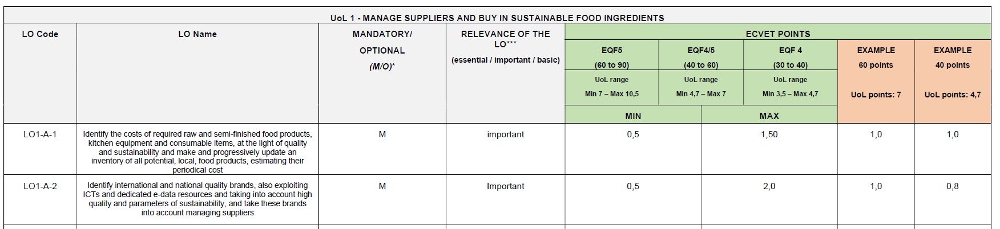 UoL 1 - MANAGE SUPPLIERS AND BUY IN SUSTAINABLE FOOD INGREDIENTS
LO Code
LO Name
MANDATORY/
OPTIONAL
(M/O)*
RELEVANCE OF THE
LO***
(essential / important / basic)
ECVET POINTS
EQF5
(60 to 90)
EQF4/5
(40 to 60)
EQF 4
(30 to 40)
EXAMPLE
60 points
UoL points: 7
EXAMPLE
40 points
UoL points: 4,7
UoL range
Min 7 – Max 10,5
UoL range
Min 4,7 – Max 7
UoL range
Min 3,5 – Max 4,7
MIN
MAX
LO1-A-1
Identify the costs of required raw and semi-finished food products,
kitchen equipment and consumable items, at the light of quality
and sustainability and make and progressively update an
inventory of all potential, local, food products, estimating their
periodical cost
M
important
0,5
1,50
1,0
1,0
LO1-A-2
Identify international and national quality brands, also exploiting
ICTs and dedicated e-data resources and taking into account high
quality and parameters of sustainability, and take these brands
into account managing suppliers
M
Important
0,5
2,0
1,0
0,8